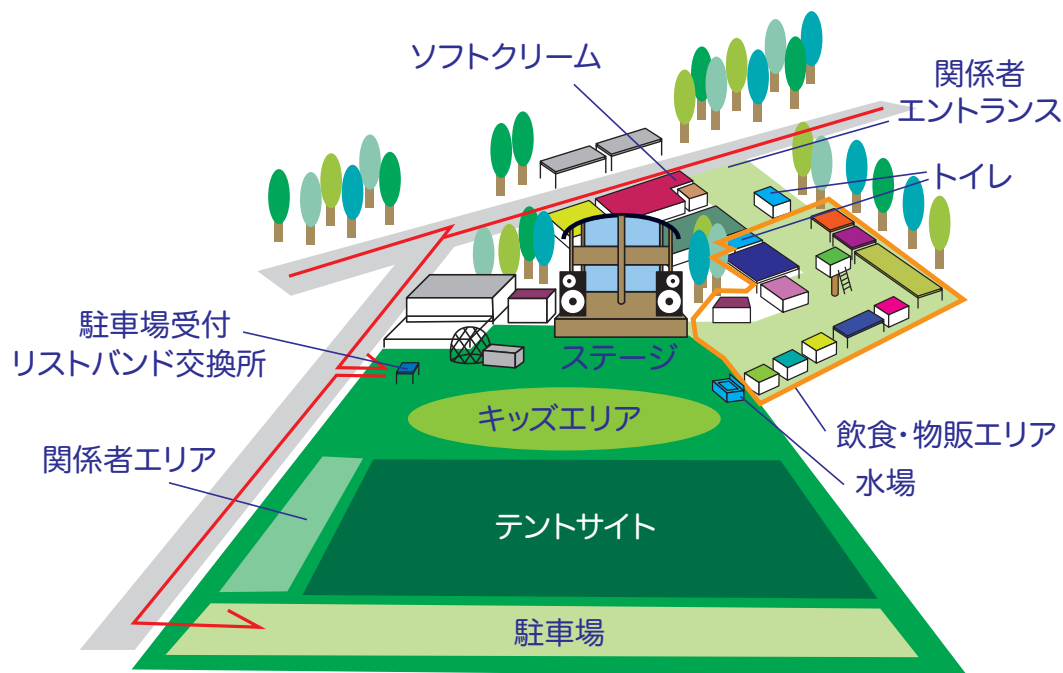 ソフトクリーム
関係者
エントランス
トイレ
駐車場受付
リストバンド交換所
ステージ
キッズエリア
飲食・物販エリア
関係者エリア
水場
テントサイト
駐車場